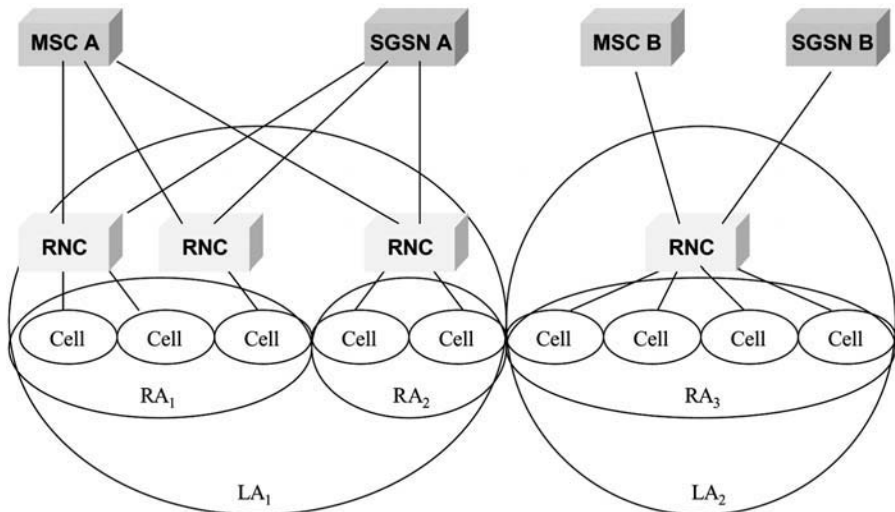 MSC A
SGSN A
MSC B
SGSN B
RNC
RNC
RNC
RNC
Cell
Cell
Cell
Cell
Cell
Cell
Cell
Cell
Cell
RA₁
RA₂
RA₃
LA₁
LA₂